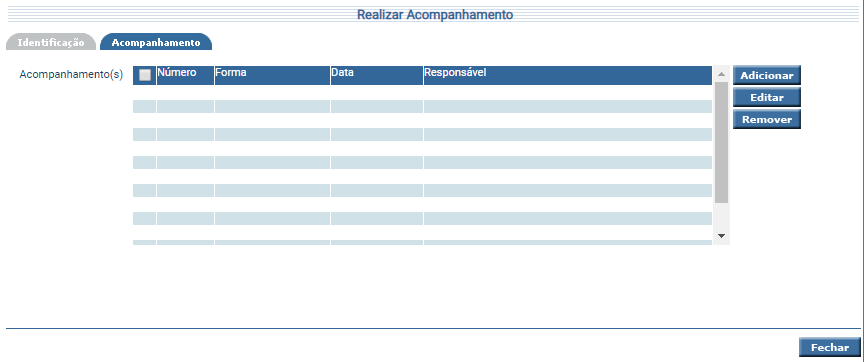 Realizar Acompanhamento
Identificação Acompanhamento
Acompanhamento(s) Número Forma Data Responsável Adicionar
Editar
Remover
Fechar